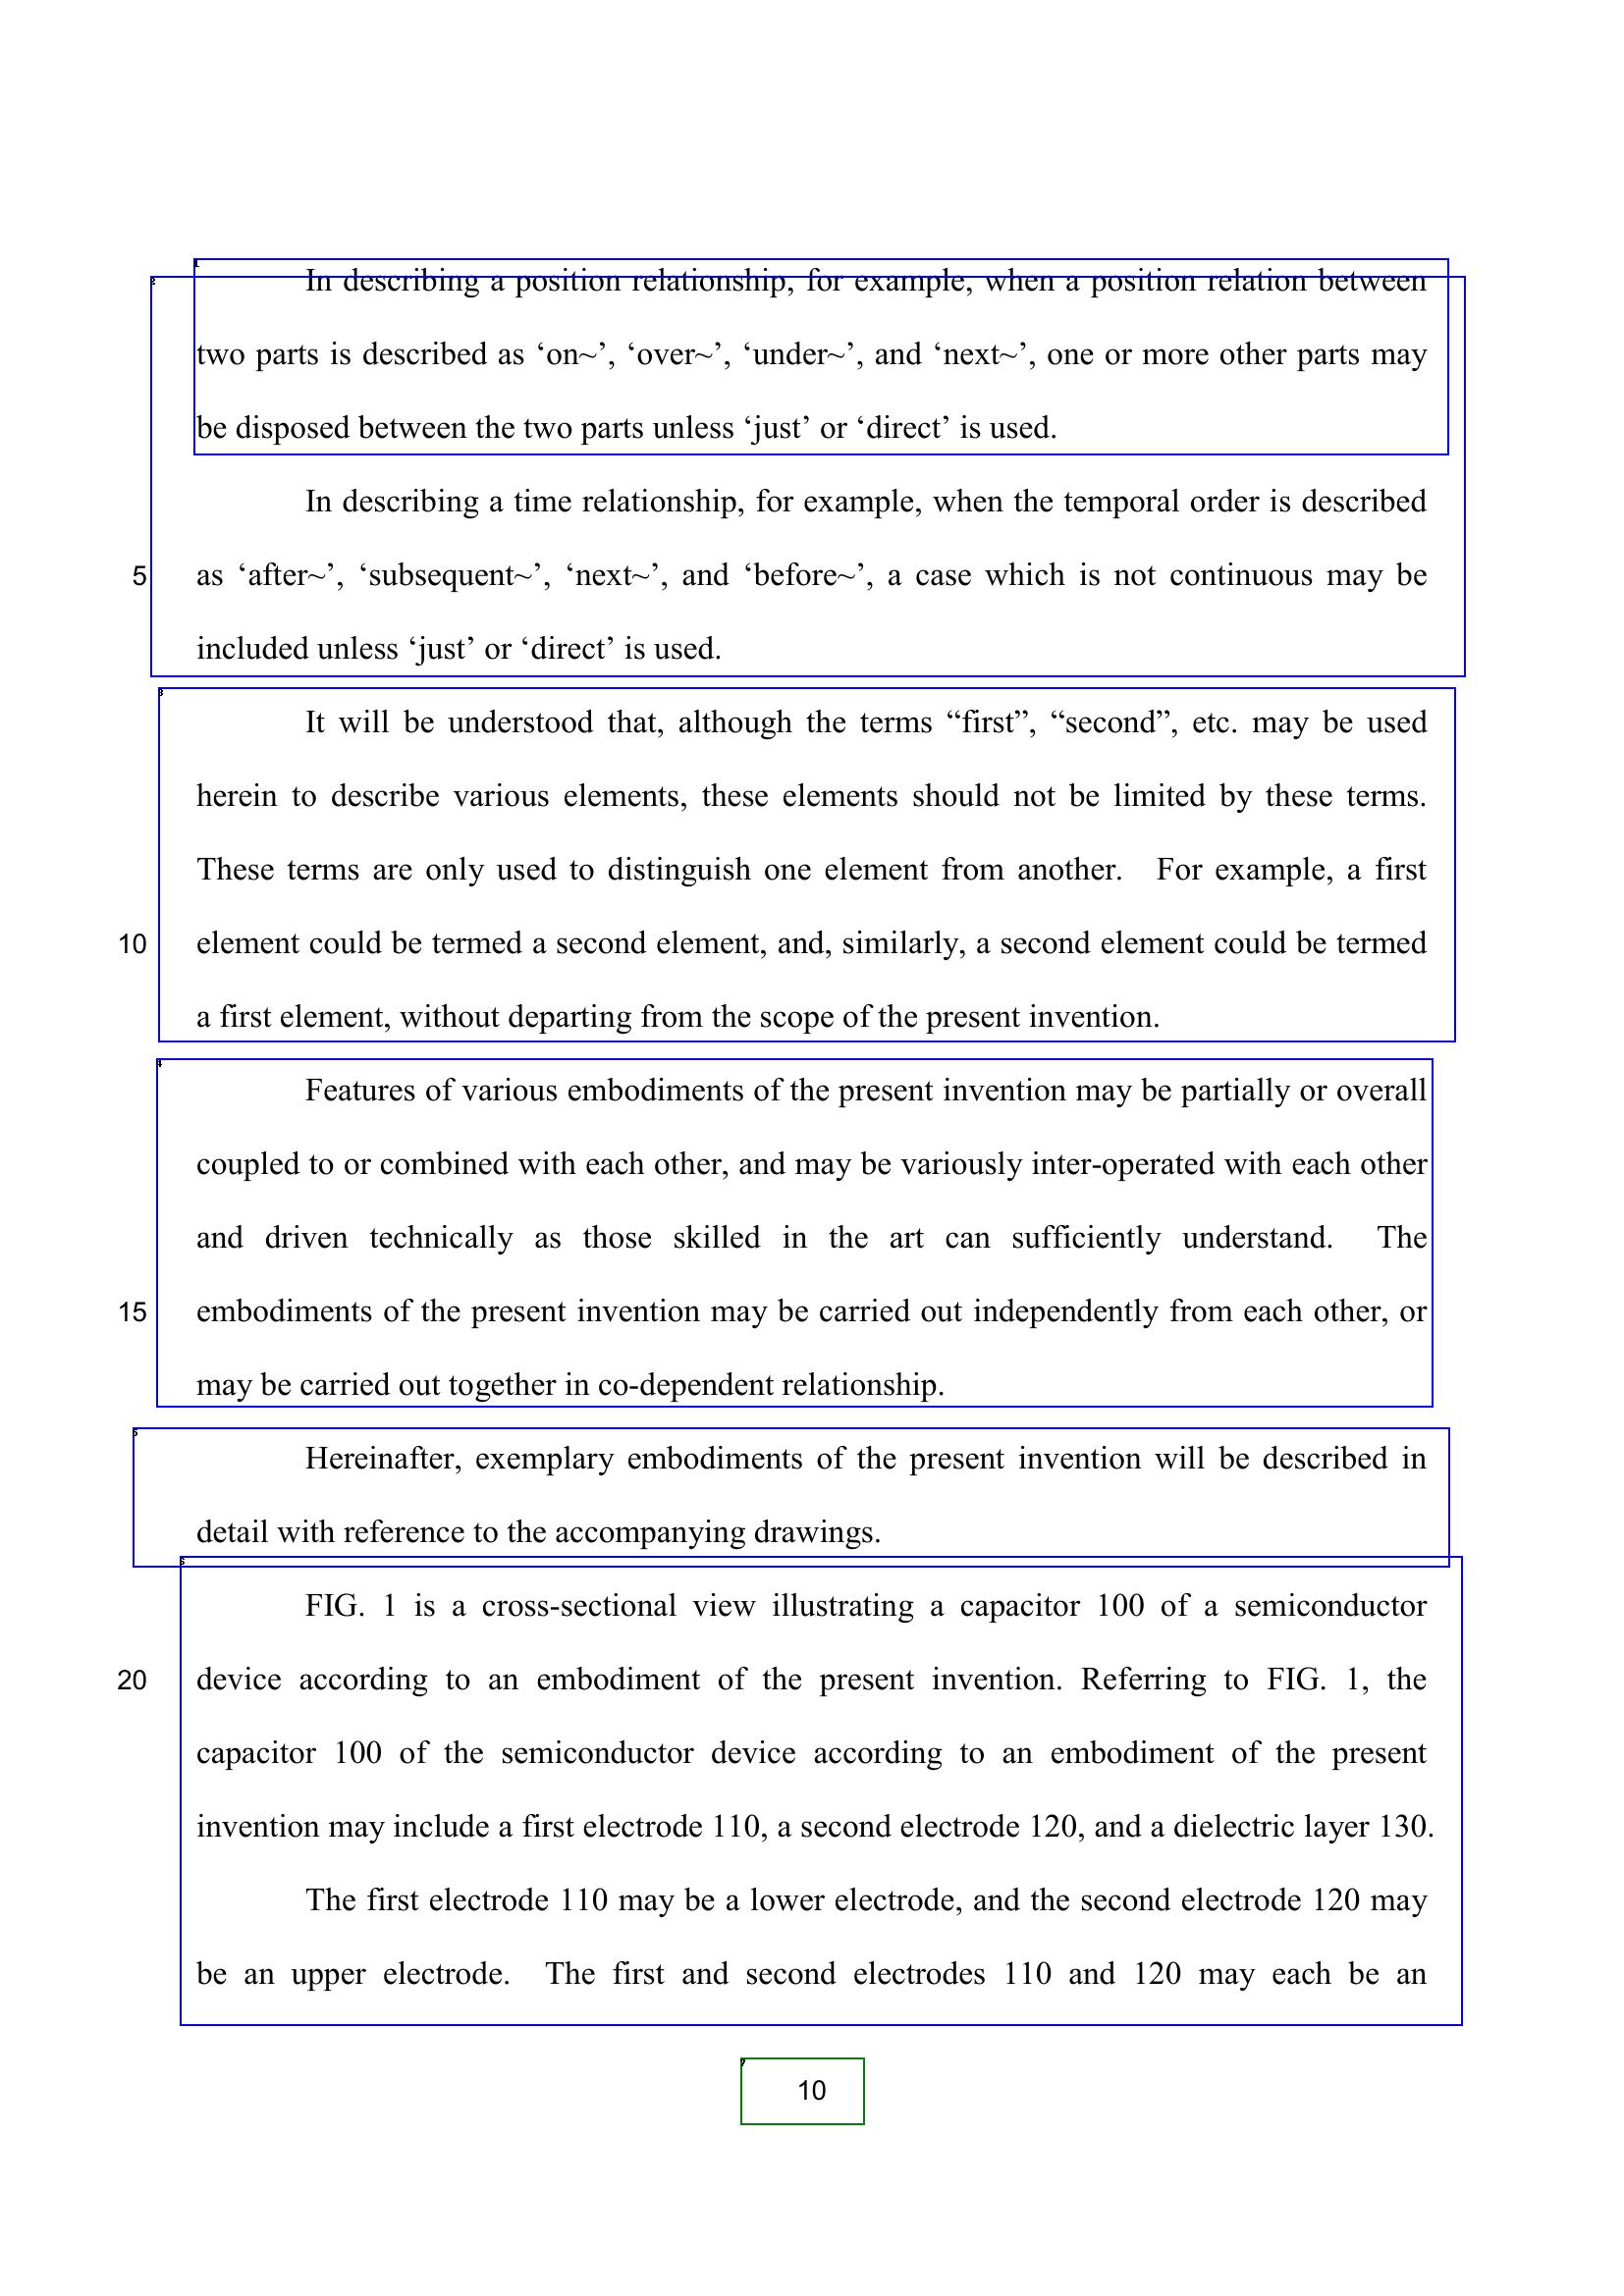 In describing a position relationship, for example, when a position relation between
two parts is described as ‘on~’, ‘over~’, ‘under~’, and ‘next~’, one or more other parts may
be disposed between the two parts unless ‘just’ or ‘direct’ is used.
In describing a time relationship, for example, when the temporal order is described
5 as ‘after~’, ‘subsequent~’, ‘next~’, and ‘before~’, a case which is not continuous may be
included unless ‘just’ or ‘direct’ is used.
It will be understood that, although the terms “first”, “second”, etc. may be used
herein to describe various elements, these elements should not be limited by these terms.
These terms are only used to distinguish one element from another. For example, a first
10 element could be termed a second element, and, similarly, a second element could be termed
a first element, without departing from the scope of the present invention.
Features of various embodiments of the present invention may be partially or overall
coupled to or combined with each other, and may be variously inter-operated with each other
and driven technically as those skilled in the art can sufficiently understand. The
15 embodiments of the present invention may be carried out independently from each other, or
may be carried out together in co-dependent relationship.
Hereinafter, exemplary embodiments of the present invention will be described in
detail with reference to the accompanying drawings.
FIG. 1 is a cross-sectional view illustrating a capacitor 100 of a semiconductor
20 device according to an embodiment of the present invention. Referring to FIG. 1, the
capacitor 100 of the semiconductor device according to an embodiment of the present
invention may include a first electrode 110, a second electrode 120, and a dielectric layer 130.
The first electrode 110 may be a lower electrode, and the second electrode 120 may
be an upper electrode. The first and second electrodes 110 and 120 may each be an
10